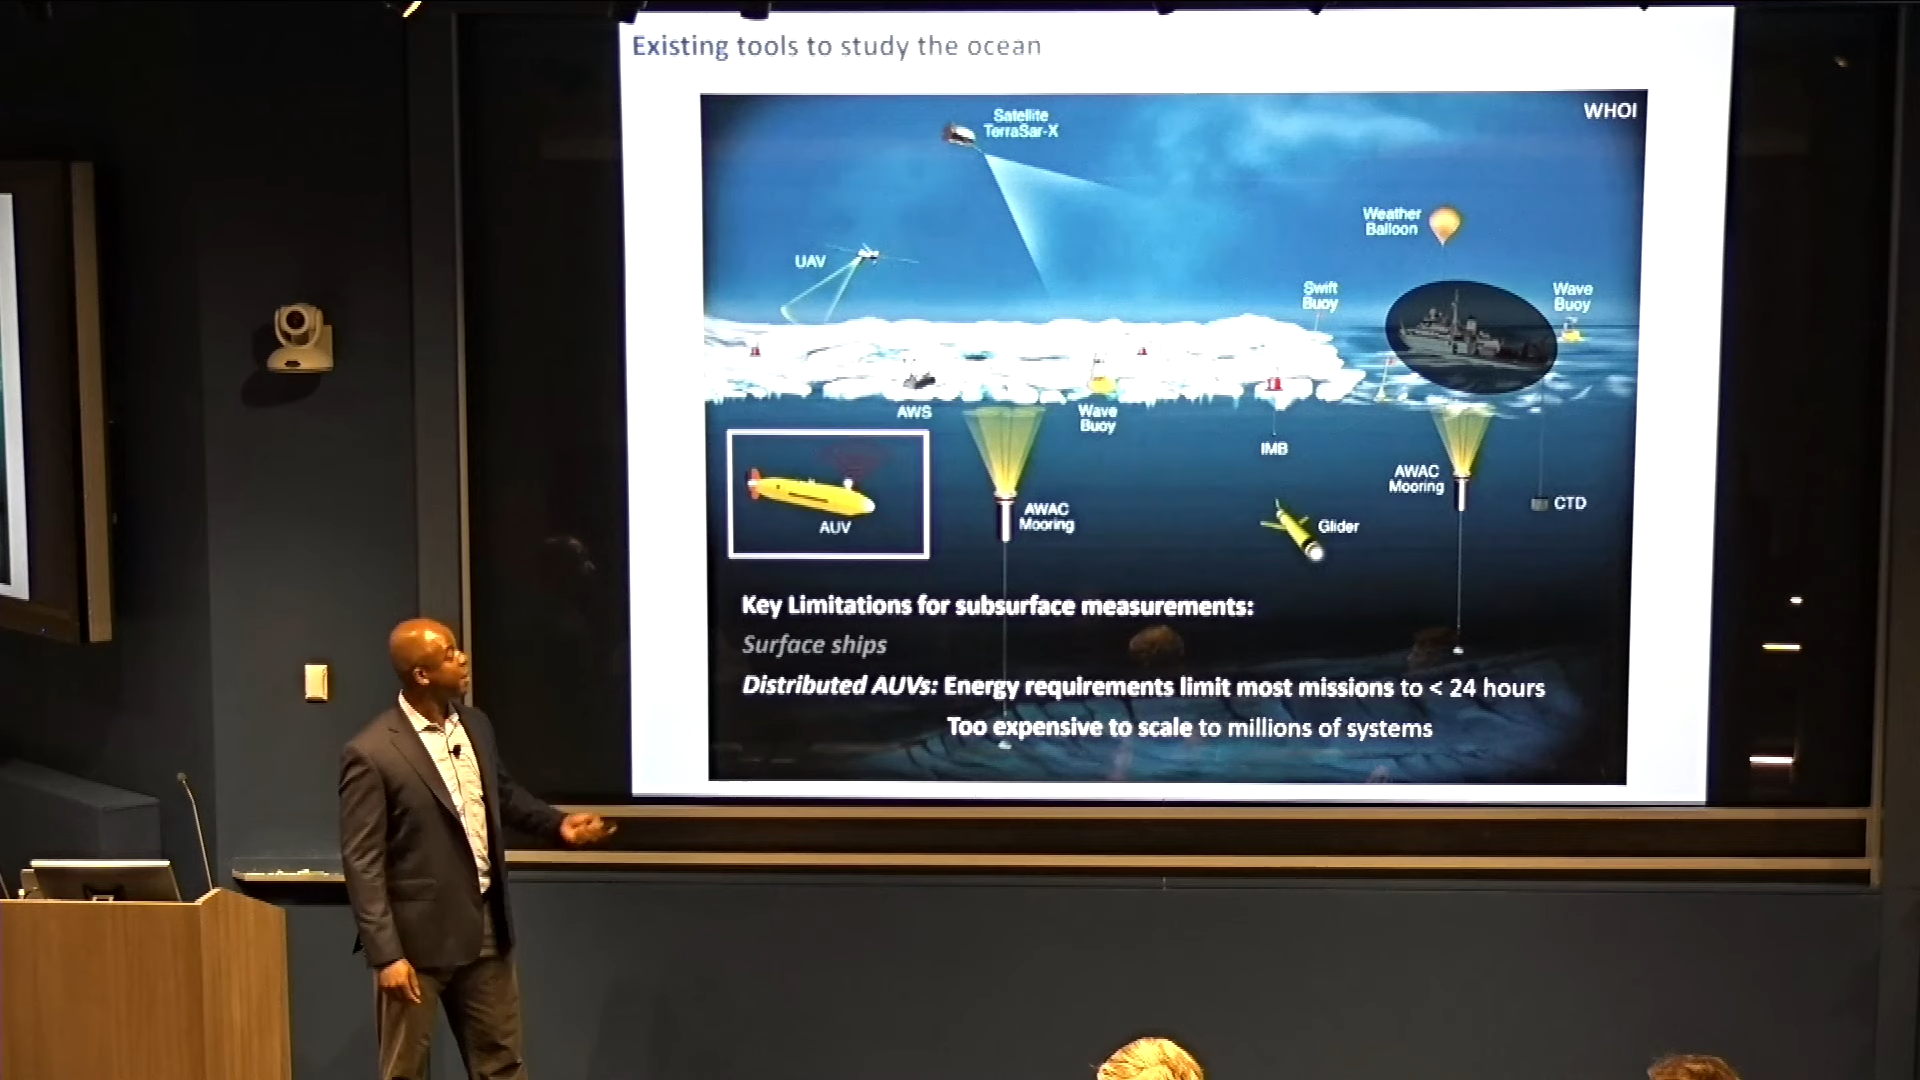 Existing tools to study the ocean
WHOI
Satellite
TerraSar-X
Weather
Balloon
UAV
Swift
Buoy
Wave
Buoy
AWS
Wave
Buoy
IMB
AWAC
Mooring
CTD
AUV
AWAC
Mooring
Glider
Key Limitations for subsurface measurements:
Surface ships
Distributed AUVs: Energy requirements limit most missions to < 24 hours
Too expensive to scale to millions of systems